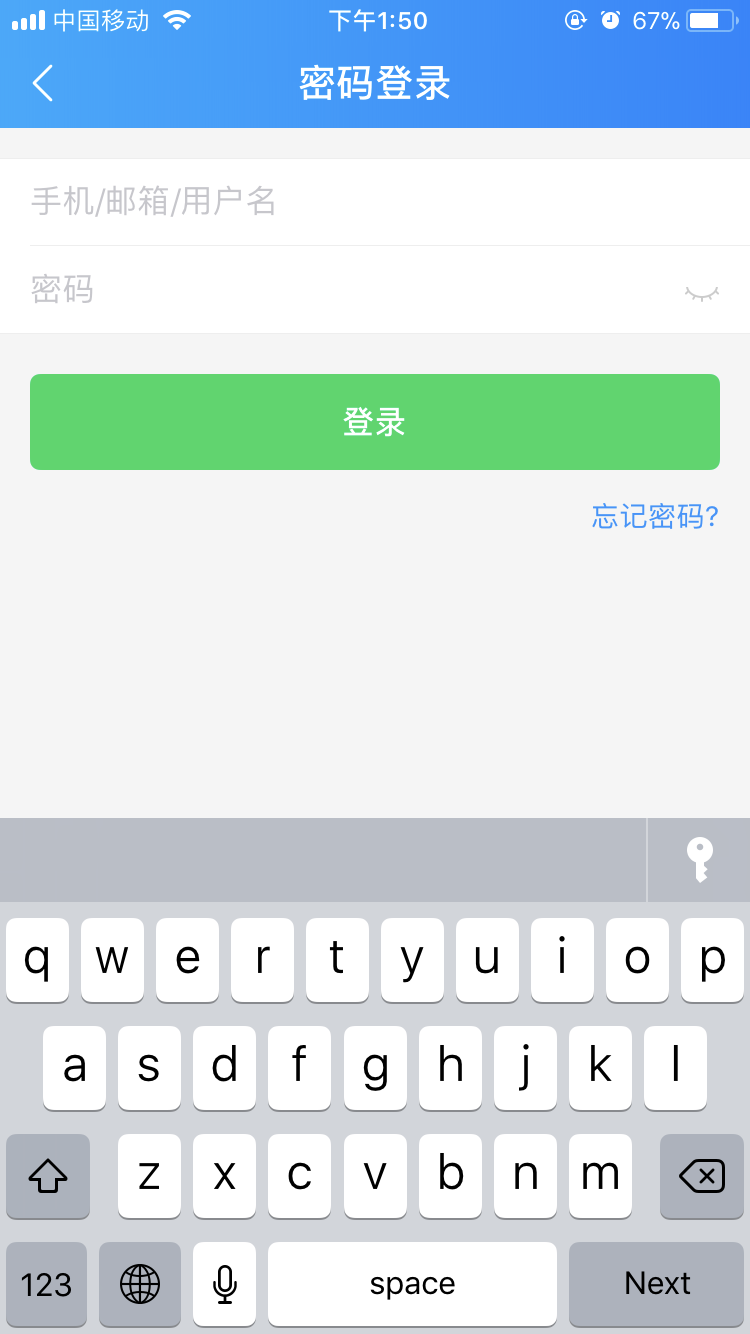 中国移动 下午1:50 67%
密码登录
手机/邮箱/用户名
密码
登录
忘记密码?
q w e r t y u i o p
a s d f g h j k l
z x c v b n m
123 space Next